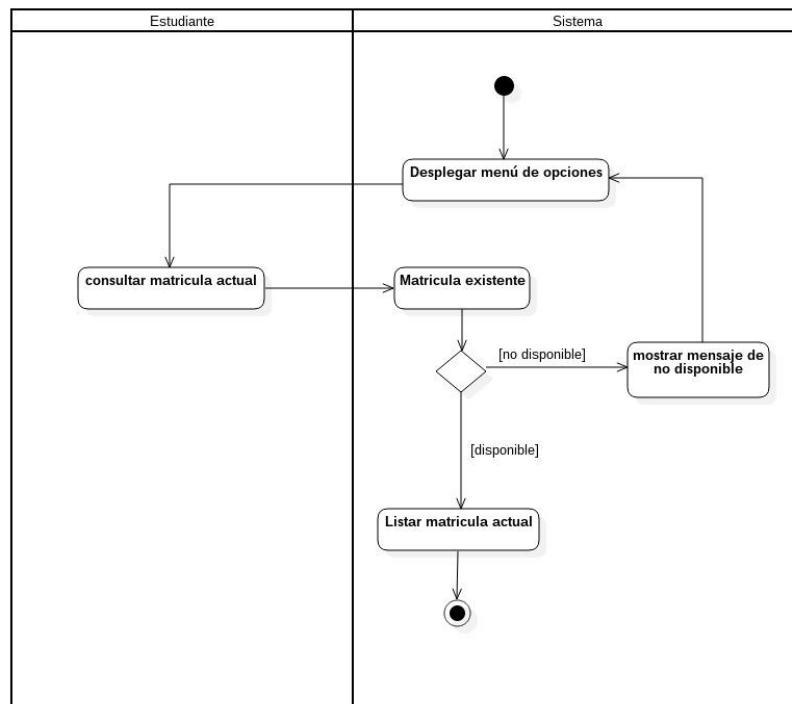 Estudiante
Sistema
Desplegar menú de opciones
consultar matricula actual
Matricula existente
[no disponible]
mostrar mensaje de
no disponible
[disponible]
Listar matricula actual